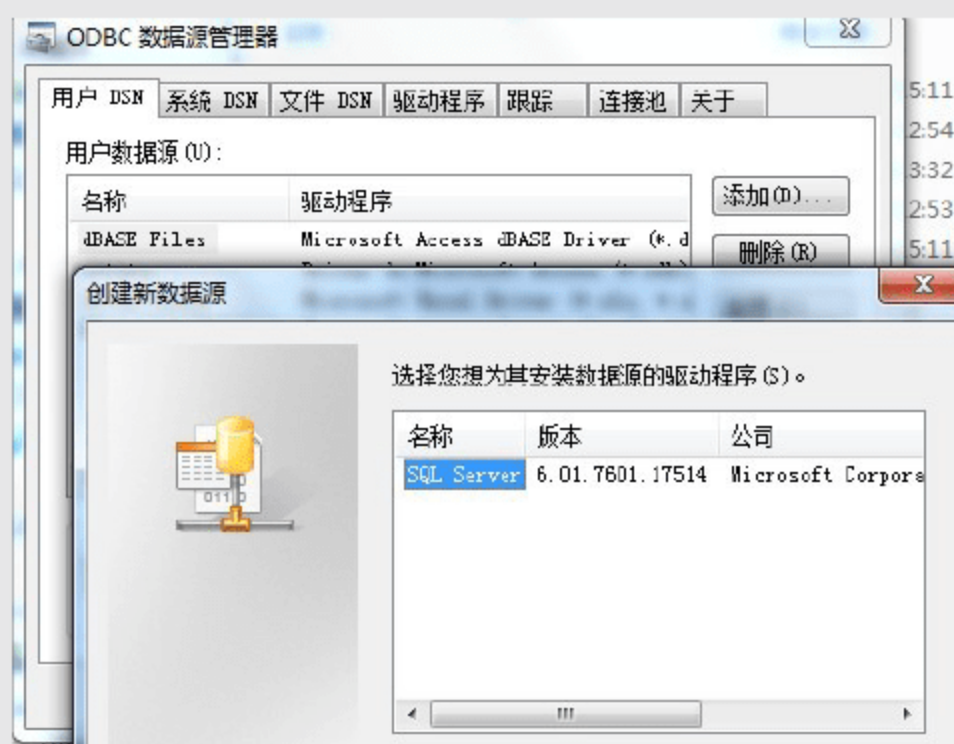 ODBC 数据源管理器
用户 DSN 系统 DSN 文件 DSN 驱动程序 跟踪 连接池 关于
5:11
2:54
用户数据源(U):
3:32
名称 驱动程序 添加(D)...
2:53
dBASE Files Microsoft Access dBASE Driver (*.d
删除(R)
5:11
创建新数据源
选择您想为其安装数据源的驱动程序(S)。
名称 版本 公司
SQL Server 6.01.7601.17514 Microsoft Corpora
0110